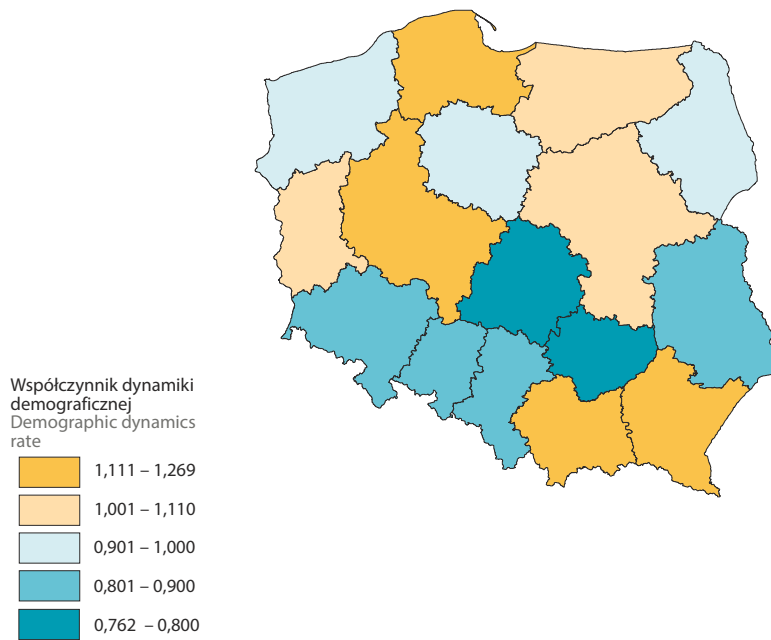 Współczynnik dynamiki
demograficznej
Demographic dynamics
rate
1,111 – 1,269
1,001 – 1,110
0,901 – 1,000
0,801 – 0,900
0,762 – 0,800